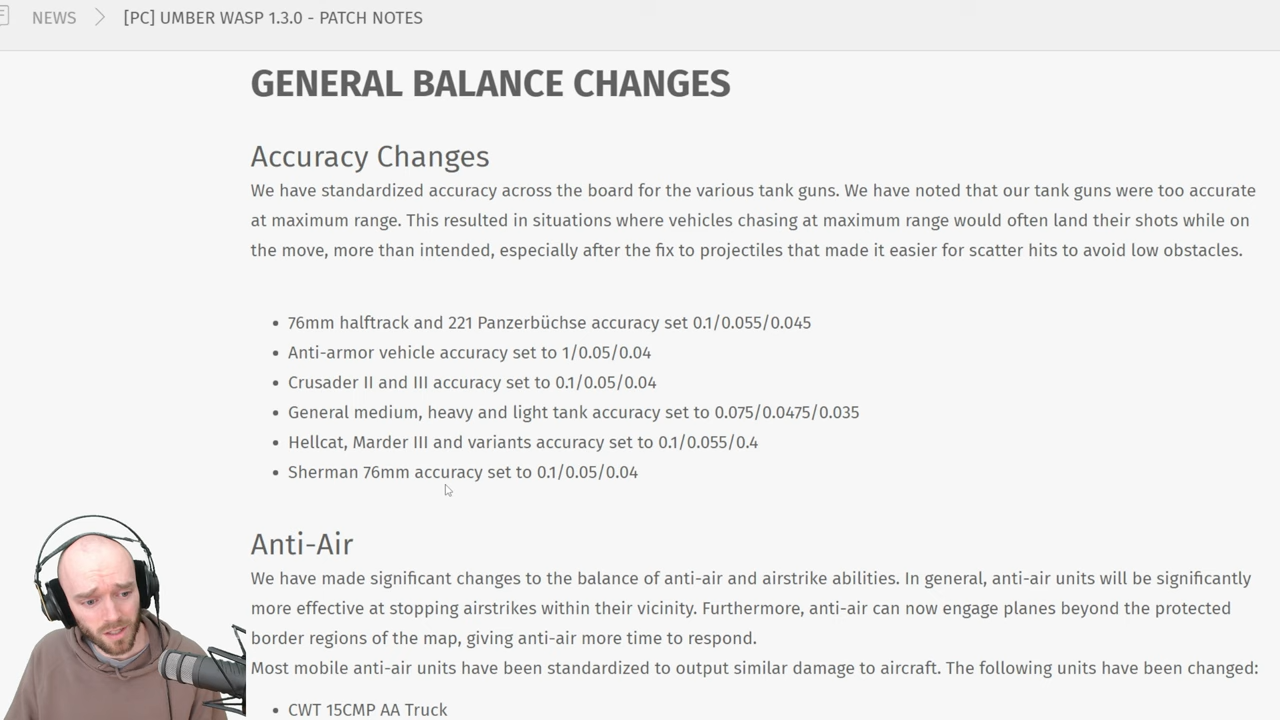 NEWS > [PC] UMBER WASP 1.3.0 - PATCH NOTES
GENERAL BALANCE CHANGES
Accuracy Changes
We have standardized accuracy across the board for the various tank guns. We have noted that our tank guns were too accurate
at maximum range. This resulted in situations where vehicles chasing at maximum range would often land their shots while on
the move, more than intended, especially after the fix to projectiles that made it easier for scatter hits to avoid low obstacles.
• 76mm halftrack and 221 Panzerbüchse accuracy set 0.1/0.055/0.045
• Anti-armor vehicle accuracy set to 1/0.05/0.04
• Crusader II and III accuracy set to 0.1/0.05/0.04
• General medium, heavy and light tank accuracy set to 0.075/0.0475/0.035
• Hellcat, Marder III and variants accuracy set to 0.1/0.055/0.4
• Sherman 76mm accuracy set to 0.1/0.05/0.04
Anti-Air
We have made significant changes to the balance of anti-air and airstrike abilities. In general, anti-air units will be significantly
more effective at stopping airstrikes within their vicinity. Furthermore, anti-air can now engage planes beyond the protected
border regions of the map, giving anti-air more time to respond.
Most mobile anti-air units have been standardized to output similar damage to aircraft. The following units have been changed:
• CWT 15CMP AA Truck